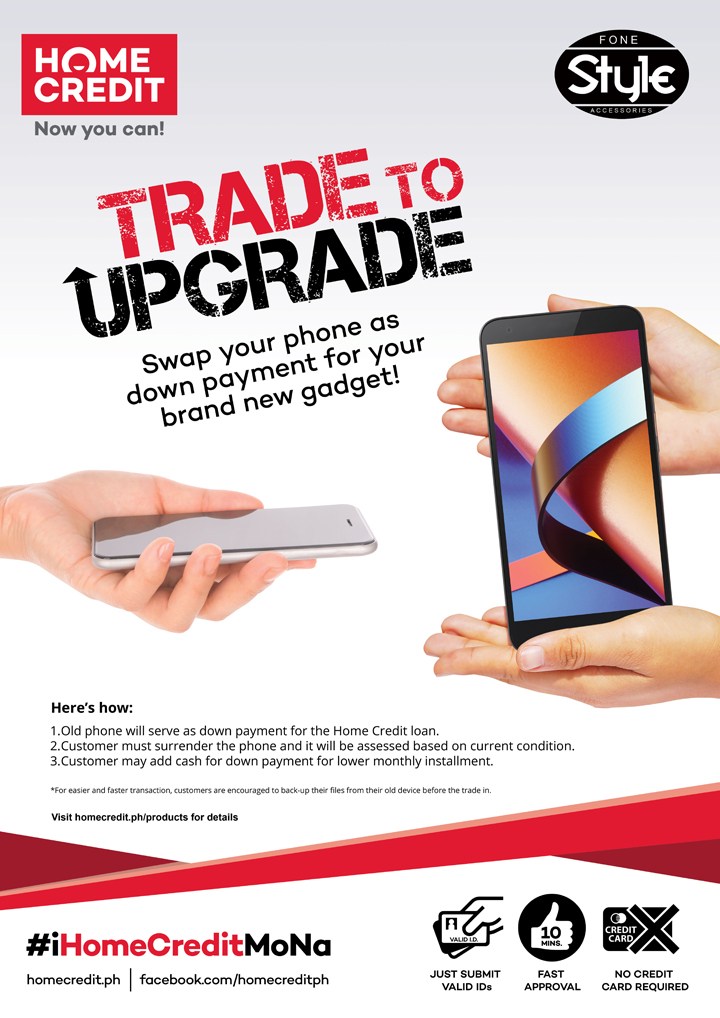 HOME
CREDIT
Now you can!
FONE
Style
ACCESSORIES
TRADE TO
UPGRADE
Swap your phone as
down payment for your
brand new gadget!
Here's how:
1.Old phone will serve as down payment for the Home Credit loan.
2.Customer must surrender the phone and it will be assessed based on current condition.
3.Customer may add cash for down payment for lower monthly installment.
*For easier and faster transaction, customers are encouraged to back-up their files from their old device before the trade in.
Visit homecredit.ph/products for details
#iHomeCreditMoNa
homecredit.ph | facebook.com/homecreditph
VALID I.D.
JUST SUBMIT
VALID IDs
10
MINS.
FAST
APPROVAL
CREDIT
CARD
NO CREDIT
CARD REQUIRED